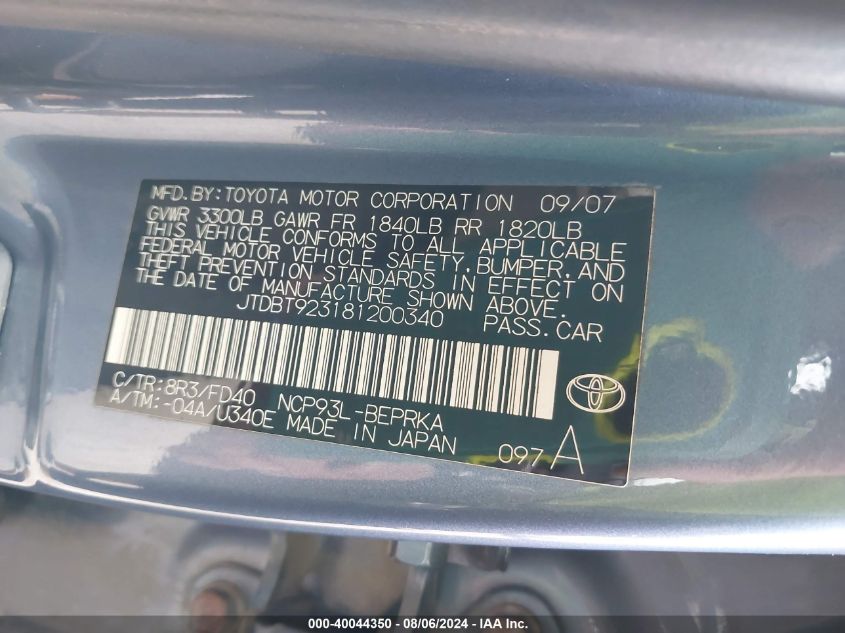 MFD. BY: TOYOTA MOTOR CORPORATION 09/07
GVWR 3300LB GAWR FR 1840LB RR 1820LB
THIS VEHICLE CONFORMS TO ALL APPLICABLE
FEDERAL MOTOR VEHICLE SAFETY, BUMPER, AND
THEFT PREVENTION STANDARDS IN EFFECT ON
THE DATE OF MANUFACTURE SHOWN ABOVE.
JTDBT923181200340 PASS. CAR
C/TR: 8R3/FD40 NCP93L-BEPRKA
A/TM: -04A/U340E MADE IN JAPAN 097 A
000-40044350 - 08/06/2024 - IAA Inc.